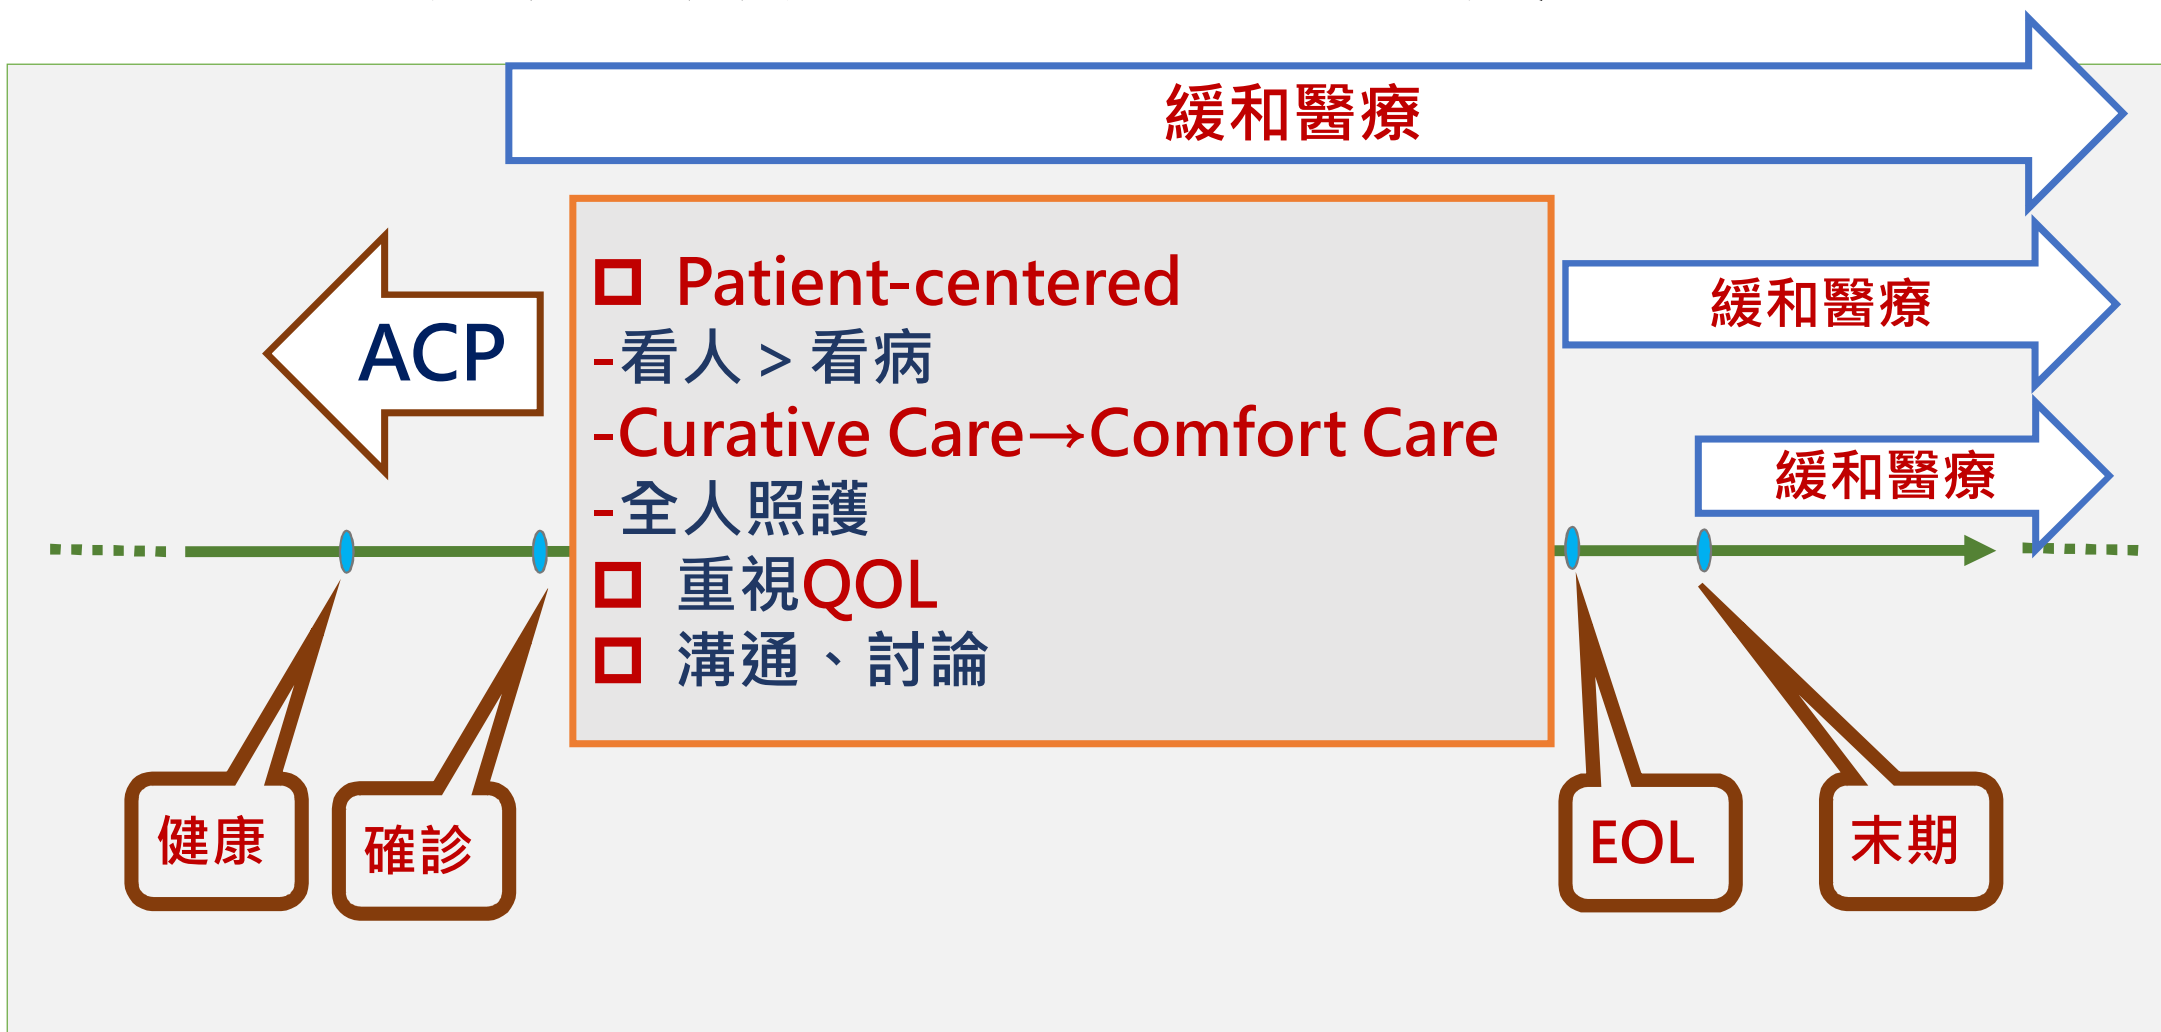 緩和醫療
Patient-centered
-看人>看病
-Curative Care→Comfort Care
-全人照護
重視QOL
溝通、討論
ACP
緩和醫療
緩和醫療
健康
確診
EOL
末期